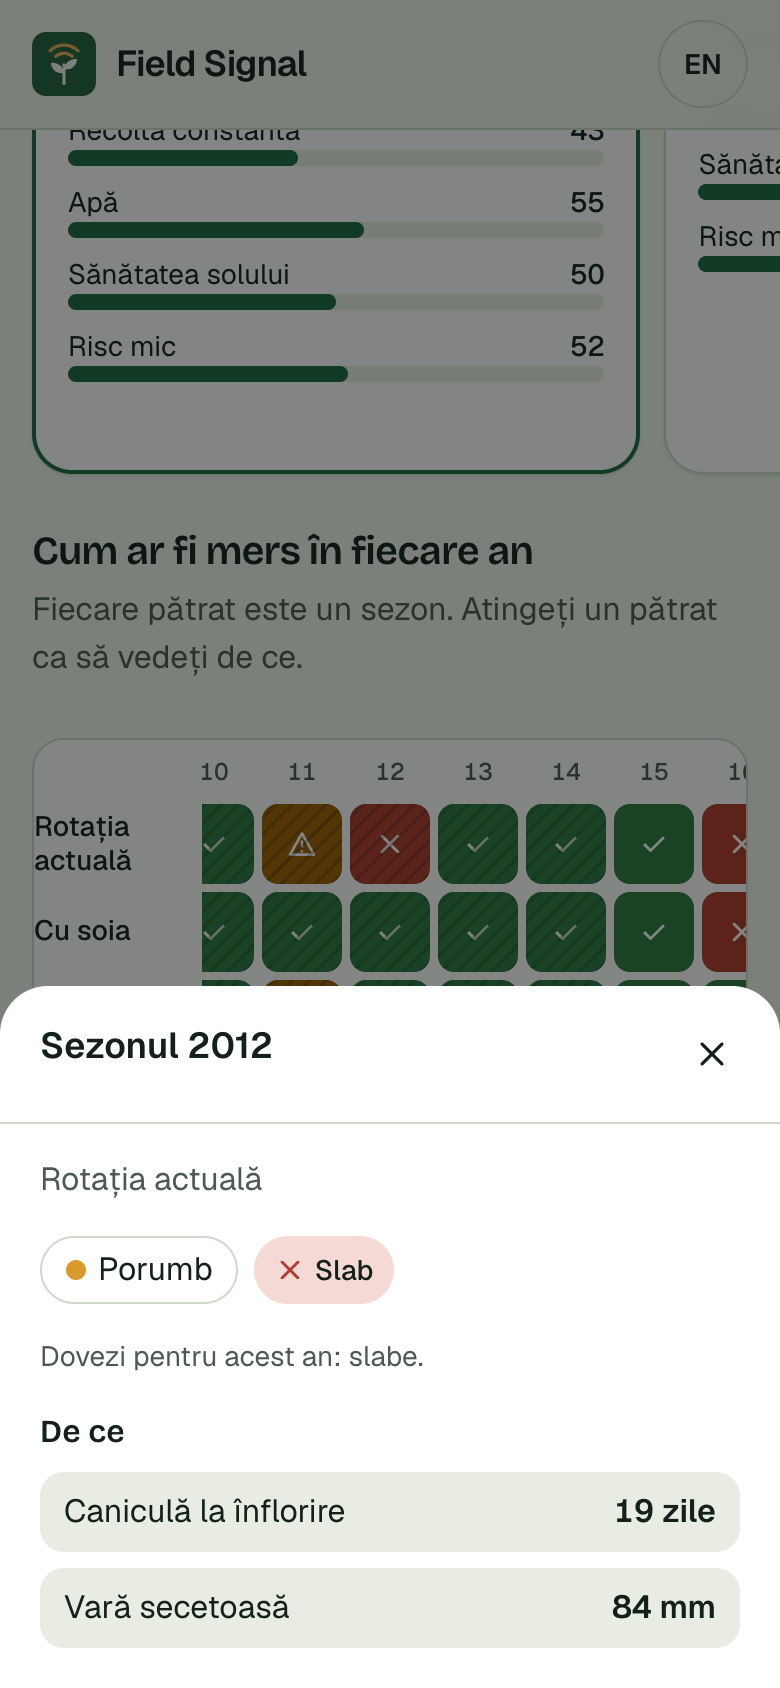 Field Signal
EN
Recoltă constantă 43
Apă 55
Sănătatea solului 50
Risc mic 52
Cum ar fi mers în fiecare an
Fiecare pătrat este un sezon. Atingeți un pătrat
ca să vedeți de ce.
10 11 12 13 14 15
Rotația
actuală
Cu soia
Sezonul 2012
Rotația actuală
Porumb
Slab
Dovezi pentru acest an: slabe.
De ce
Caniculă la înflorire 19 zile
Vară secetoasă 84 mm